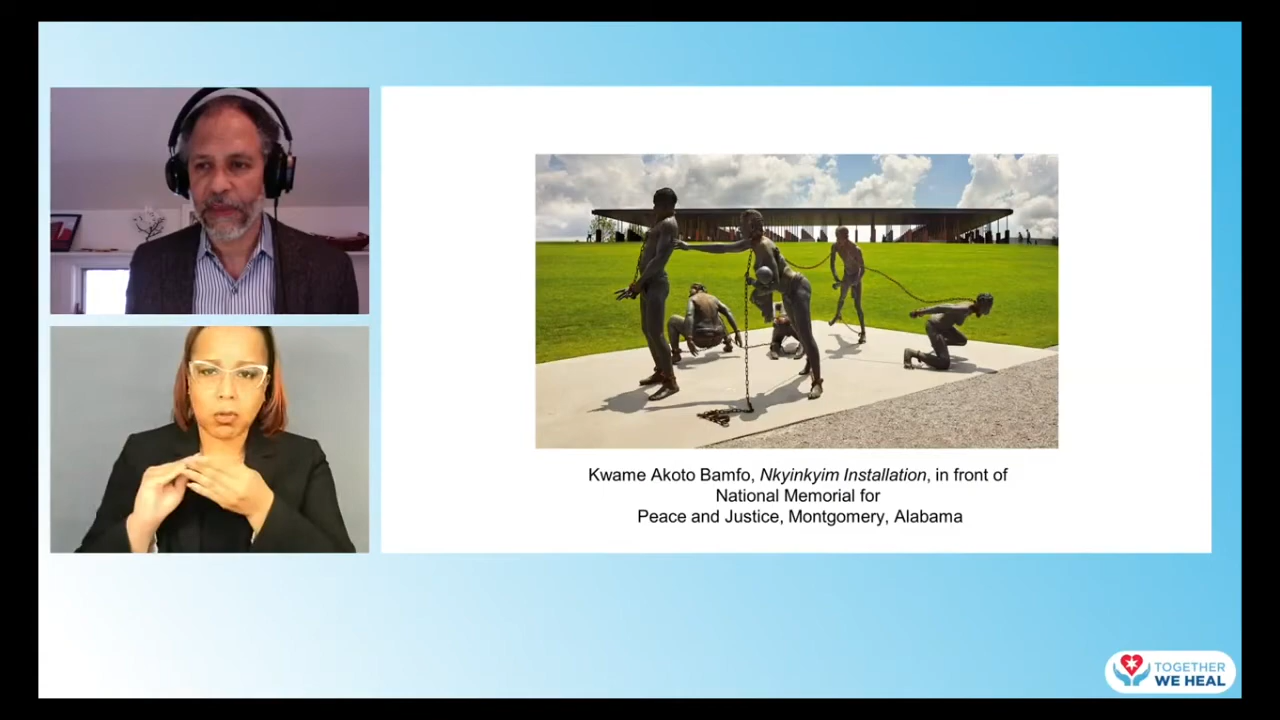 Kwame Akoto Bamfo, Nkyinkyim Installation, in front of
National Memorial for
Peace and Justice, Montgomery, Alabama
TOGETHER
WE HEAL